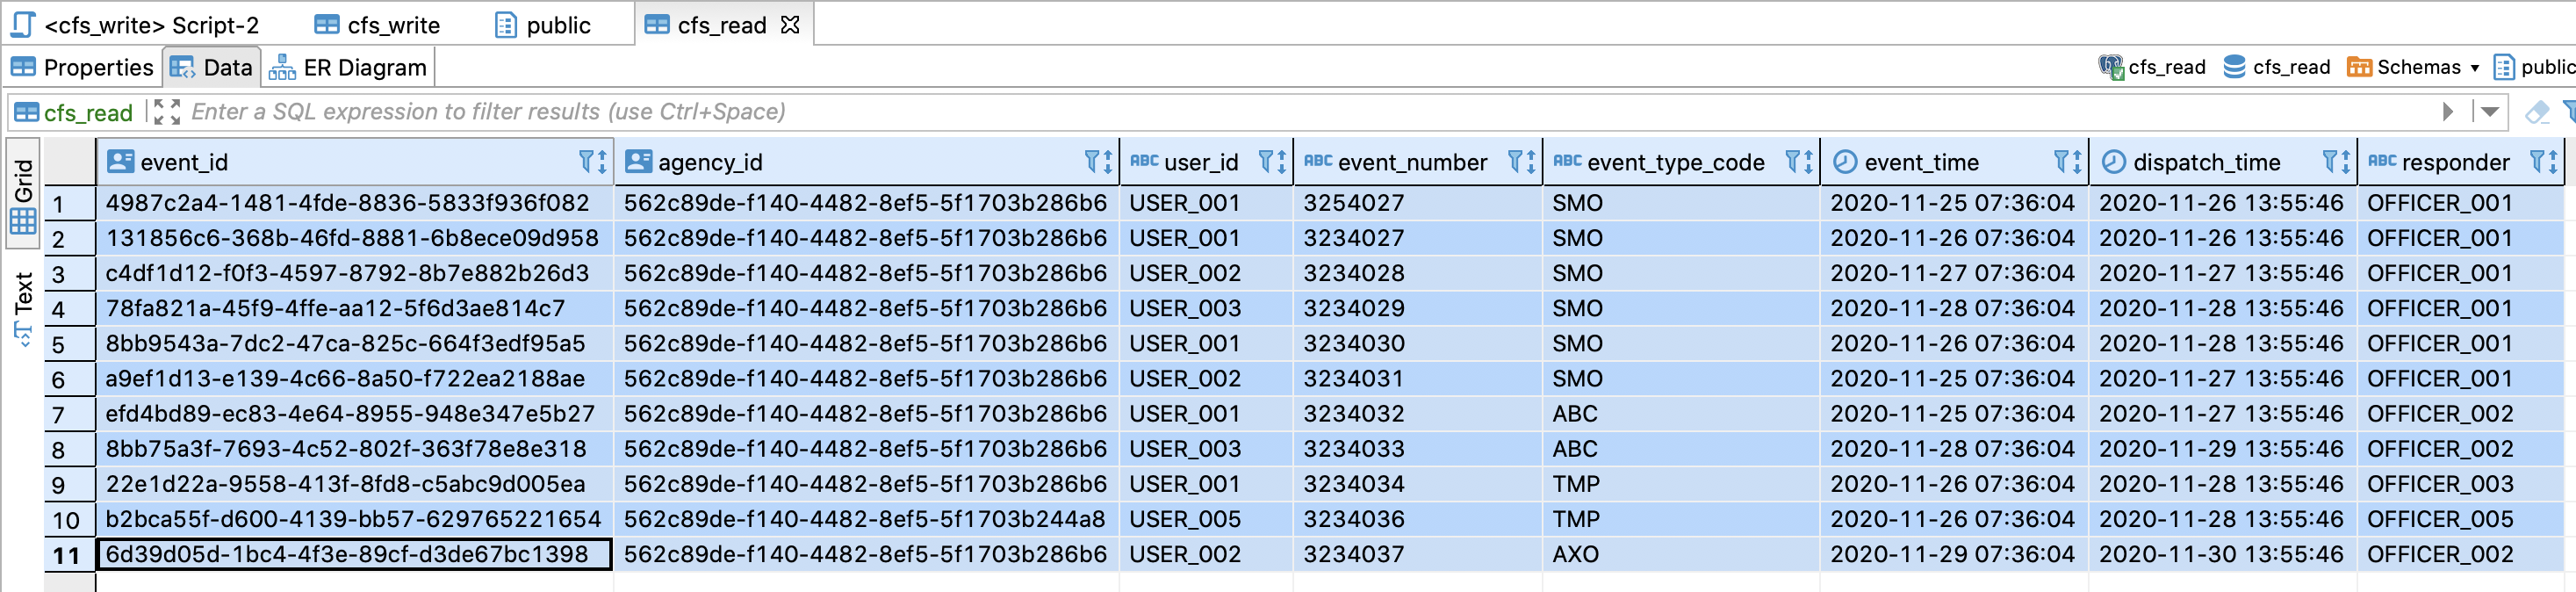 <cfs_write> Script-2 cfs_write public cfs_read
Properties Data ER Diagram cfs_read cfs_read Schemas public
cfs_read Enter a SQL expression to filter results (use Ctrl+Space)
Grid
Text
event_id agency_id ABC user_id ABC event_number ABC event_type_code event_time dispatch_time ABC responder
1 4987c2a4-1481-4fde-8836-5833f936f082 562c89de-f140-4482-8ef5-5f1703b286b6 USER_001 3254027 SMO 2020-11-25 07:36:04 2020-11-26 13:55:46 OFFICER_001
2 131856c6-368b-46fd-8881-6b8ece09d958 562c89de-f140-4482-8ef5-5f1703b286b6 USER_001 3234027 SMO 2020-11-26 07:36:04 2020-11-26 13:55:46 OFFICER_001
3 c4df1d12-f0f3-4597-8792-8b7e882b26d3 562c89de-f140-4482-8ef5-5f1703b286b6 USER_002 3234028 SMO 2020-11-27 07:36:04 2020-11-27 13:55:46 OFFICER_001
4 78fa821a-45f9-4ffe-aa12-5f6d3ae814c7 562c89de-f140-4482-8ef5-5f1703b286b6 USER_003 3234029 SMO 2020-11-28 07:36:04 2020-11-28 13:55:46 OFFICER_001
5 8bb9543a-7dc2-47ca-825c-664f3edf95a5 562c89de-f140-4482-8ef5-5f1703b286b6 USER_001 3234030 SMO 2020-11-26 07:36:04 2020-11-28 13:55:46 OFFICER_001
6 a9ef1d13-e139-4c66-8a50-f722ea2188ae 562c89de-f140-4482-8ef5-5f1703b286b6 USER_002 3234031 SMO 2020-11-25 07:36:04 2020-11-27 13:55:46 OFFICER_001
7 efd4bd89-ec83-4e64-8955-948e347e5b27 562c89de-f140-4482-8ef5-5f1703b286b6 USER_001 3234032 ABC 2020-11-25 07:36:04 2020-11-27 13:55:46 OFFICER_002
8 8bb75a3f-7693-4c52-802f-363f78e8e318 562c89de-f140-4482-8ef5-5f1703b286b6 USER_003 3234033 ABC 2020-11-28 07:36:04 2020-11-29 13:55:46 OFFICER_002
9 22e1d22a-9558-413f-8fd8-c5abc9d005ea 562c89de-f140-4482-8ef5-5f1703b286b6 USER_001 3234034 TMP 2020-11-26 07:36:04 2020-11-28 13:55:46 OFFICER_003
10 b2bca55f-d600-4139-bb57-629765221654 562c89de-f140-4482-8ef5-5f1703b244a8 USER_005 3234036 TMP 2020-11-26 07:36:04 2020-11-28 13:55:46 OFFICER_005
11 6d39d05d-1bc4-4f3e-89cf-d3de67bc1398 562c89de-f140-4482-8ef5-5f1703b286b6 USER_002 3234037 AXO 2020-11-29 07:36:04 2020-11-30 13:55:46 OFFICER_002